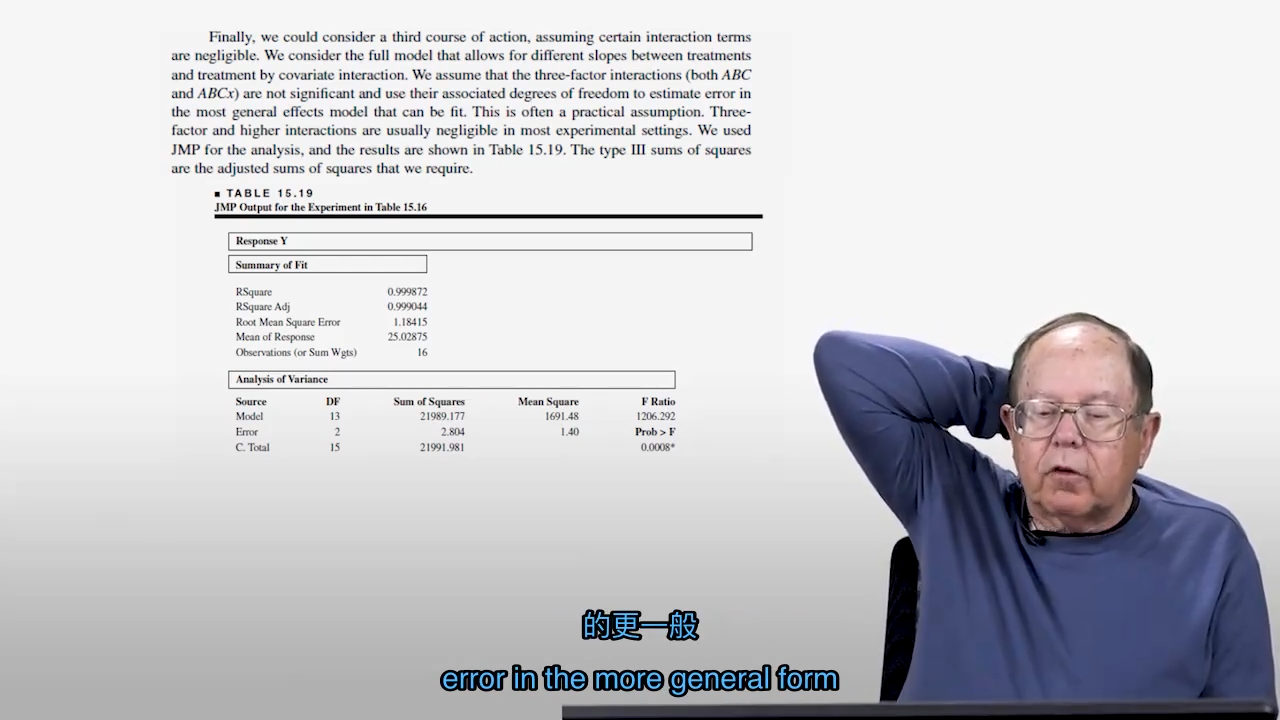 Finally, we could consider a third course of action, assuming certain interaction terms
are negligible. We consider the full model that allows for different slopes between treatments
and treatment by covariate interaction. We assume that the three-factor interactions (both ABC
and ABCx) are not significant and use their associated degrees of freedom to estimate error in
the most general effects model that can be fit. This is often a practical assumption. Three-
factor and higher interactions are usually negligible in most experimental settings. We used
JMP for the analysis, and the results are shown in Table 15.19. The type III sums of squares
are the adjusted sums of squares that we require.
■ TABLE 15.19
JMP Output for the Experiment in Table 15.16
Response Y
Summary of Fit
RSquare 0.999872
RSquare Adj 0.999044
Root Mean Square Error 1.18415
Mean of Response 25.02875
Observations (or Sum Wgts) 16
Analysis of Variance
Source DF Sum of Squares Mean Square F Ratio
Model 13 21989.177 1691.48 1206.292
Error 2 2.804 1.40 Prob > F
C. Total 15 21991.981 0.0008*
的更一般
error in the more general form